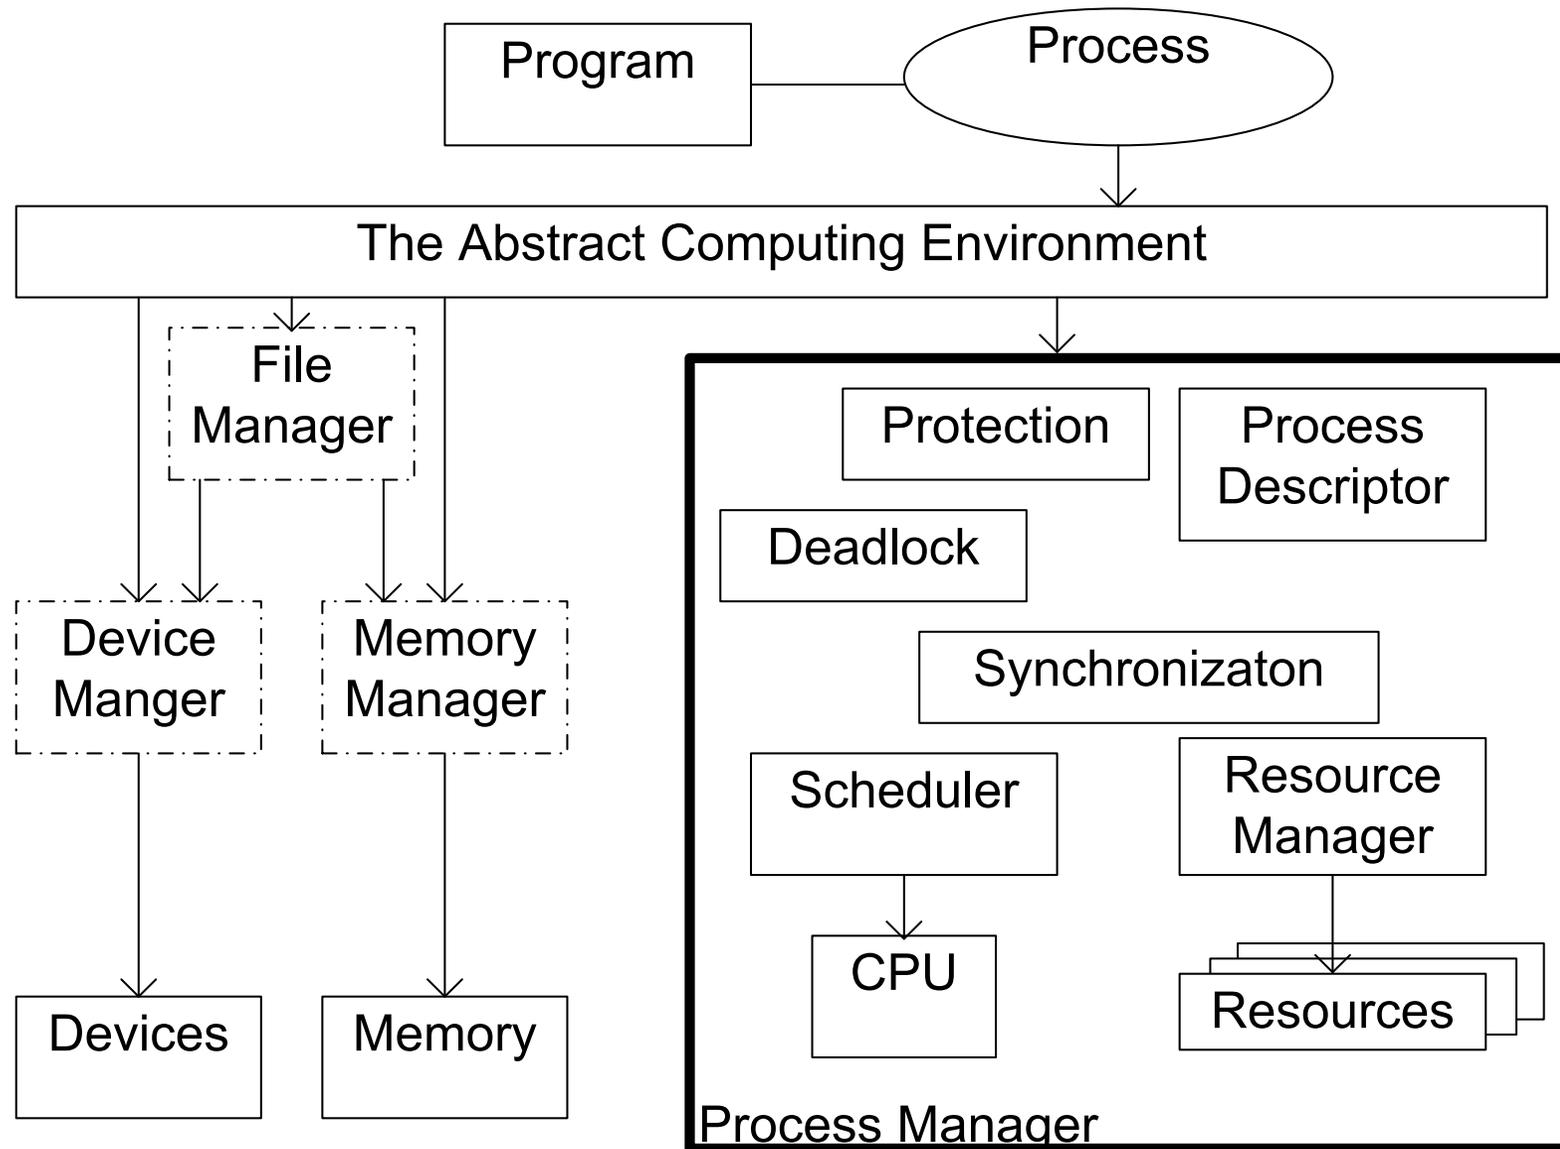 Program
Process
The Abstract Computing Environment
File
Manager
Protection
Process
Descriptor
Deadlock
Device
Manger
Memory
Manager
Synchronizaton
Scheduler
Resource
Manager
CPU
Resources
Devices
Memory
Process Manager